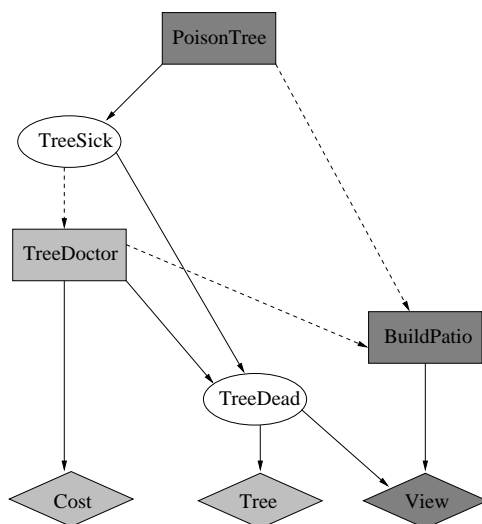 PoisonTree
TreeSick
TreeDoctor
BuildPatio
TreeDead
Cost
Tree
View